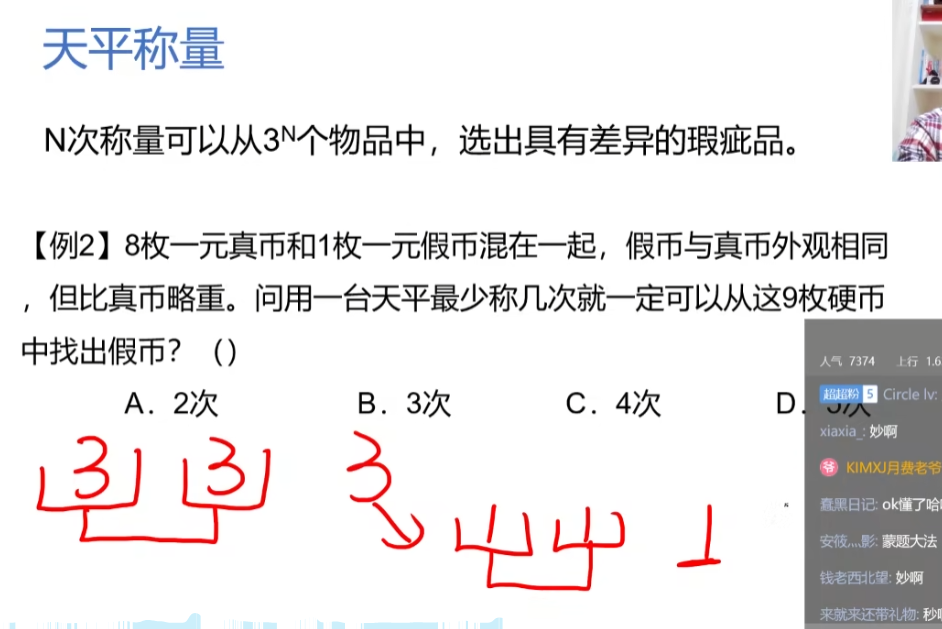 天平称量
N次称量可以从3ᴺ个物品中，选出具有差异的瑕疵品。
【例2】8枚一元真币和1枚一元假币混在一起，假币与真币外观相同
，但比真币略重。问用一台天平最少称几次就一定可以从这9枚硬币
中找出假币？（）
A．2次 B．3次 C．4次 D．5次
3 3 3
1 1 1
人气 7374 上行 1.6
超超粉 5 Circle lv:
xiaxia_: 妙啊
爷 KIMXJ月费老爷
蠢黑日记: ok懂了哈
安筱灬影: 蒙题大法
钱老西北望: 妙啊
来就来还带礼物: 秒